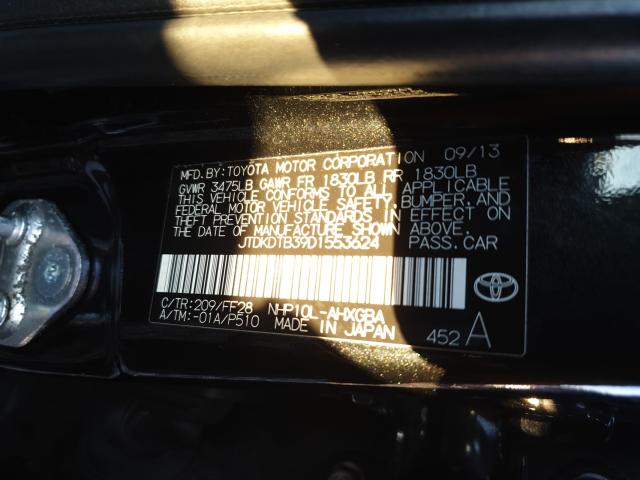 MFD. BY: TOYOTA MOTOR CORPORATION 09/13
GVWR 3475LB GAWR FR 1830LB RR 1830LB
THIS VEHICLE CONFORMS TO ALL APPLICABLE
FEDERAL MOTOR VEHICLE SAFETY, BUMPER, AND
THEFT PREVENTION STANDARDS IN EFFECT ON
THE DATE OF MANUFACTURE SHOWN ABOVE.
JTDKDTB39D1553624 PASS. CAR
C/TR: 209/FF28 NHP10L-AHXGBA
A/TM: -01A/P510 MADE IN JAPAN
452 A